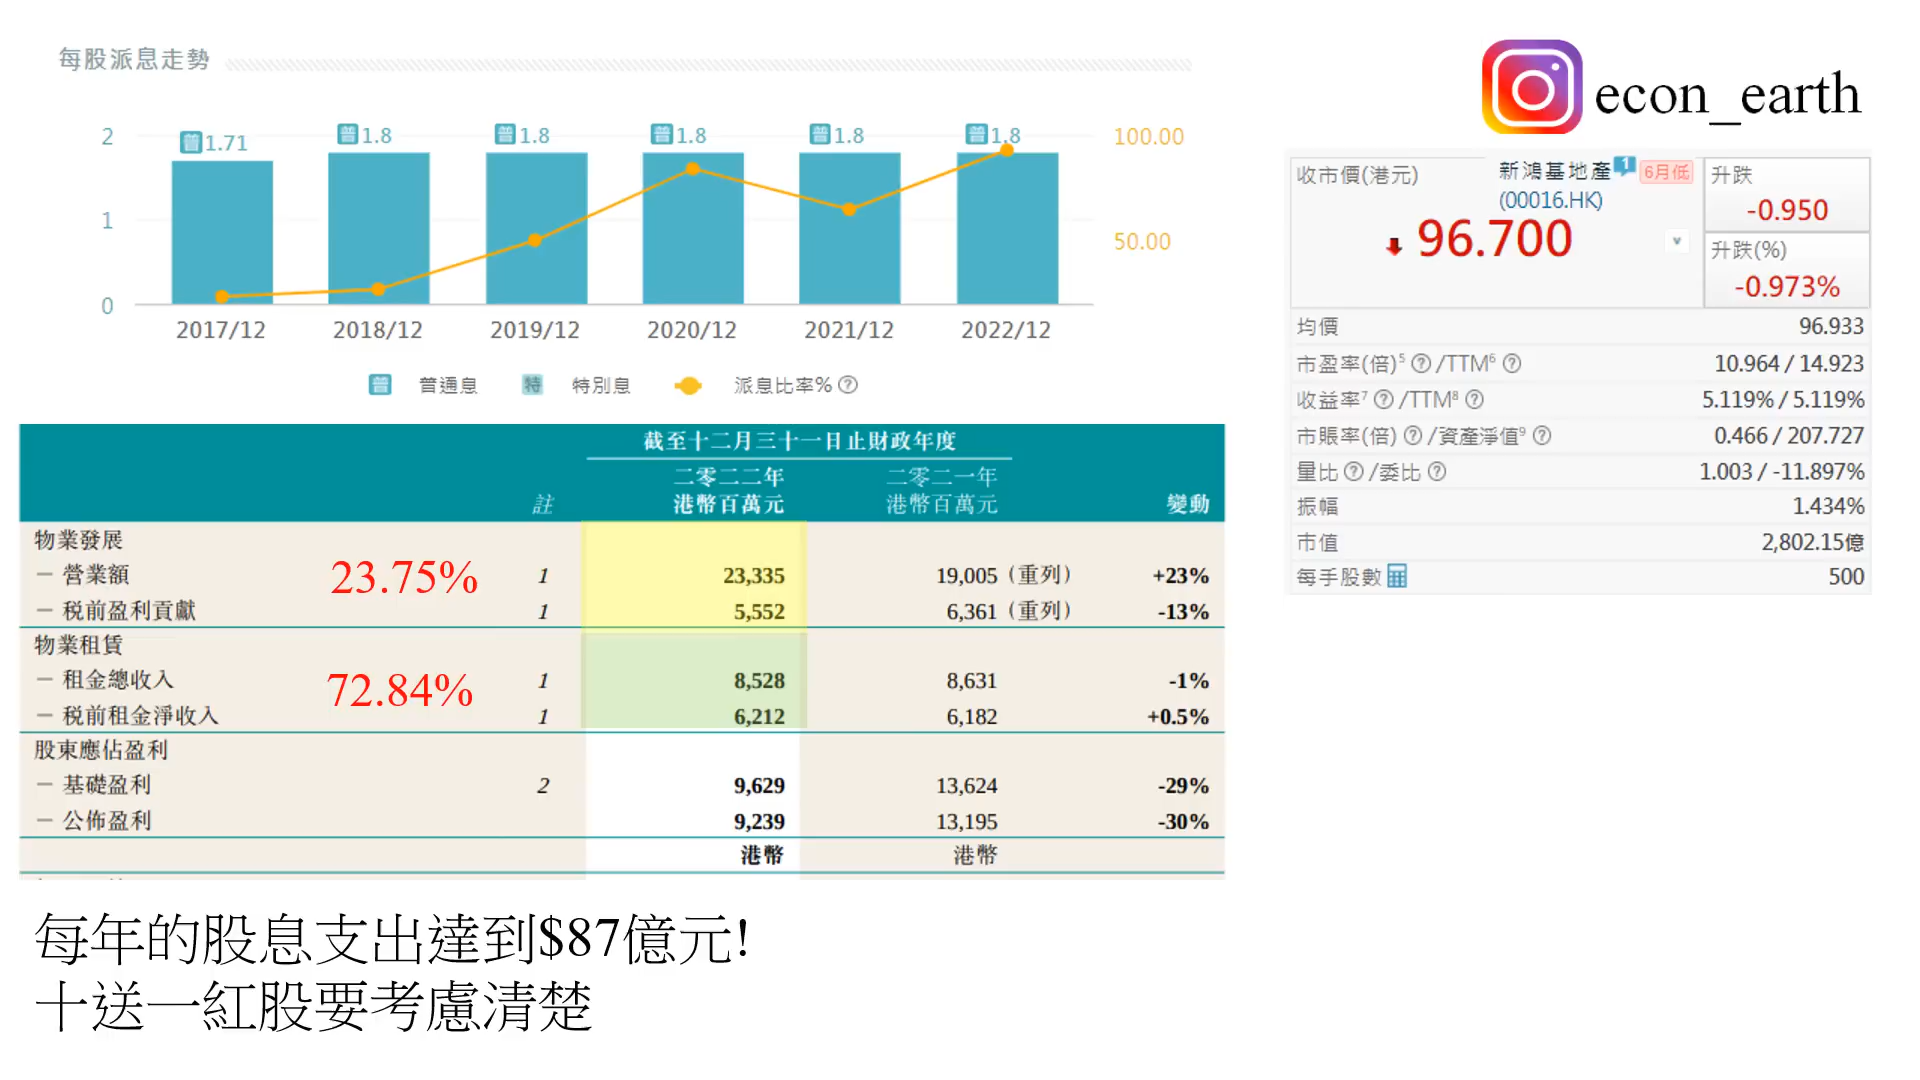 每股派息走勢
2
1
0
100.00
50.00
普1.71
普1.8
普1.8
普1.8
普1.8
普1.8
2017/12
2018/12
2019/12
2020/12
2021/12
2022/12
普 普通息 特 特別息 派息比率%?
econ_earth
收市價(港元) 新鴻基地產 1 6月低
(00016.HK)
96.700
升跌
-0.950
升跌(%)
-0.973%
均價 96.933
市盈率(倍)5 ? /TTM6 ? 10.964 / 14.923
收益率7 ? /TTM8 ? 5.119% / 5.119%
市賬率(倍) ? /資產淨值9 ? 0.466 / 207.727
量比 ? /委比 ? 1.003 / -11.897%
振幅 1.434%
市值 2,802.15億
每手股數 500
截至十二月三十一日止財政年度
二零二二年 二零二一年
註 港幣百萬元 港幣百萬元 變動
物業發展
23.75%
－ 營業額 1 23,335 19,005（重列） +23%
－ 稅前盈利貢獻 1 5,552 6,361（重列） -13%
物業租賃
72.84%
－ 租金總收入 1 8,528 8,631 -1%
－ 稅前租金淨收入 1 6,212 6,182 +0.5%
股東應佔盈利
－ 基礎盈利 2 9,629 13,624 -29%
－ 公佈盈利 9,239 13,195 -30%
港幣 港幣
每年的股息支出達到$87億元!
十送一紅股要考慮清楚